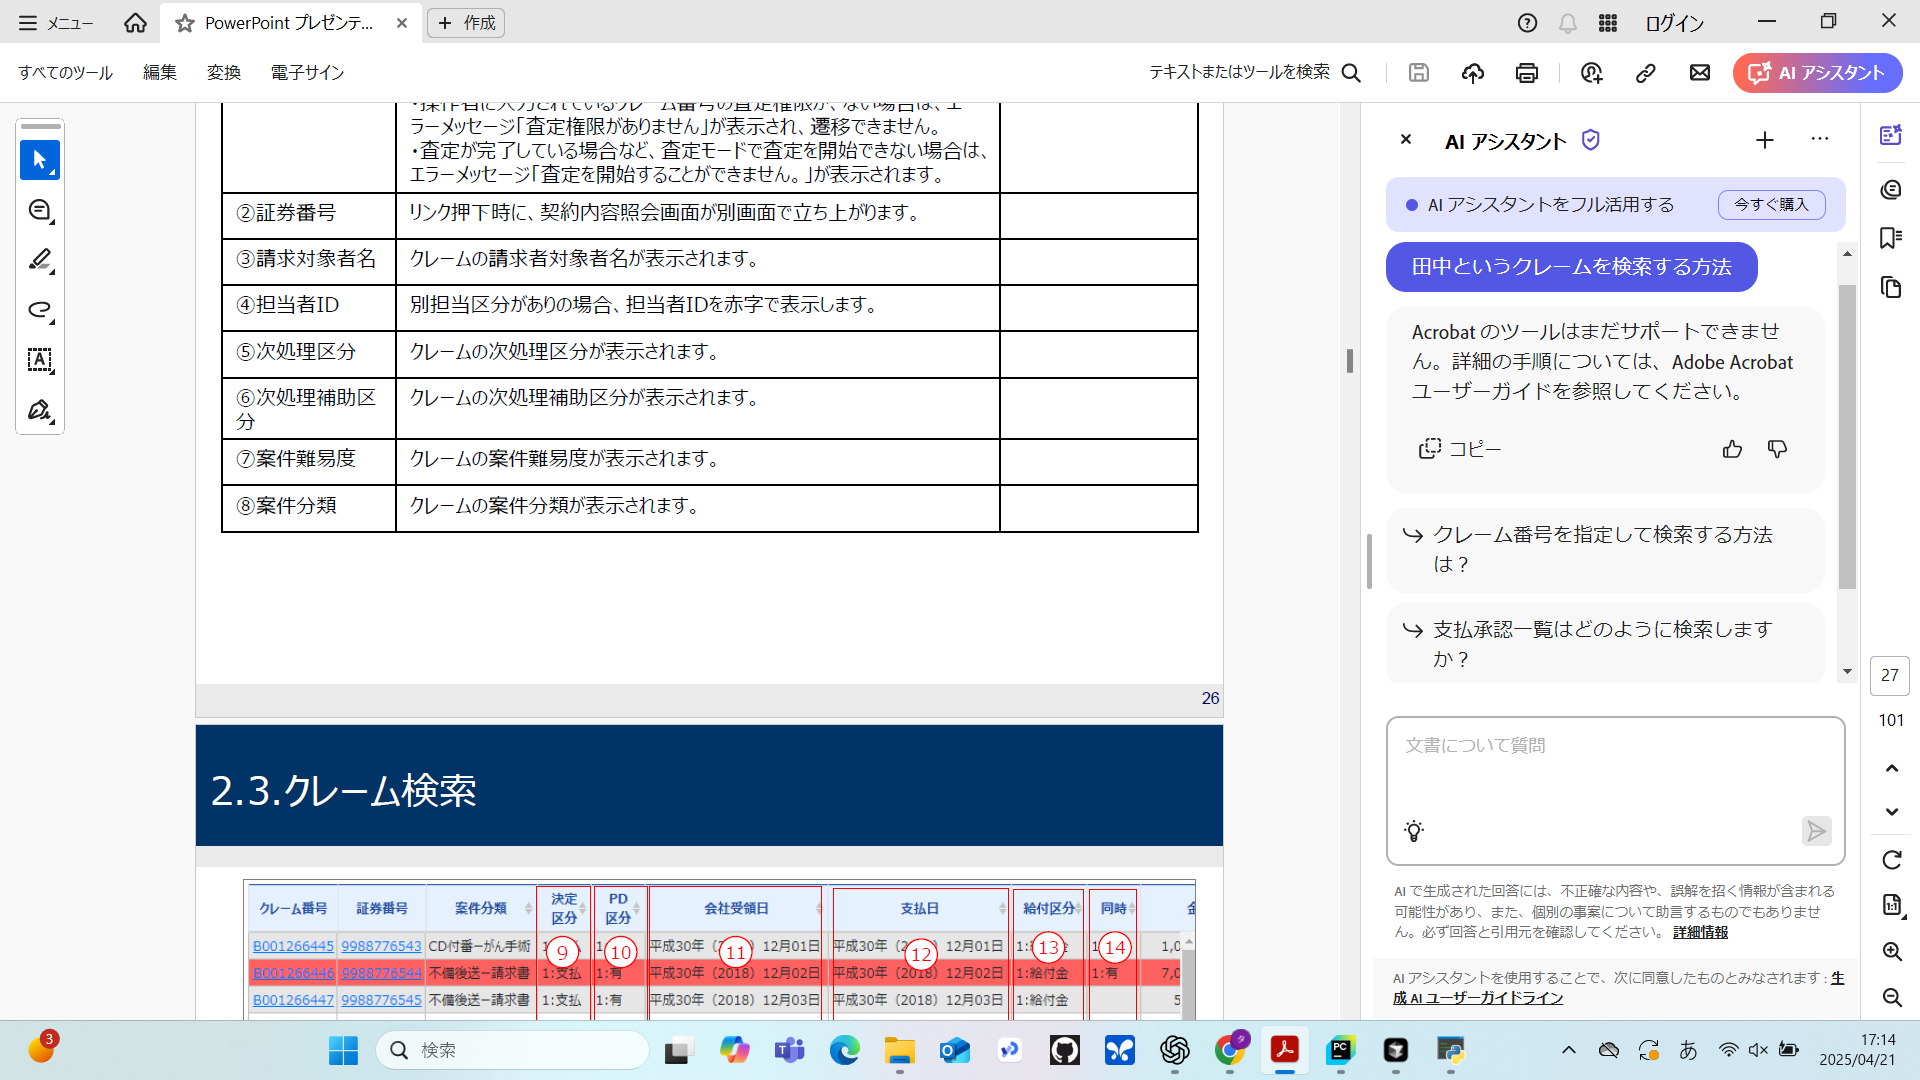 メニュー
PowerPoint プレゼンテ...
作成
ログイン
すべてのツール
編集
変換
電子サイン
テキストまたはツールを検索
AI アシスタント
ラーメッセージ「査定権限がありません」が表示され、遷移できません。
・査定が完了している場合など、査定モードで査定を開始できない場合は、
エラーメッセージ「査定を開始することができません。」が表示されます。
②証券番号
リンク押下時に、契約内容照会画面が別画面で立ち上がります。
③請求対象者名
クレームの請求者対象者名が表示されます。
④担当者ID
別担当区分がありの場合、担当者IDを赤字で表示します。
⑤次処理区分
クレームの次処理区分が表示されます。
⑥次処理補助区
分
クレームの次処理補助区分が表示されます。
⑦案件難易度
クレームの案件難易度が表示されます。
⑧案件分類
クレームの案件分類が表示されます。
26
2.3.クレーム検索
クレーム番号 証券番号 案件分類 決定区分 PD区分 会社受領日 支払日 給付区分 同時 金
⑨ ⑩ ⑪ ⑫ ⑬ ⑭
B001266445 9988776543 CD付番ーがん手術 平成30年 12月01日 平成30年 12月01日 1,0
B001266446 9988776544 不備後送ー請求書 1:支払 1:有 平成30年（2018）12月02日 平成30年（2018）12月02日 1:給付金 1:有 7,0
B001266447 9988776545 不備後送ー請求書 1:支払 1:有 平成30年（2018）12月03日 平成30年（2018）12月03日 1:給付金 5
AI アシスタント
AI アシスタントをフル活用する
今すぐ購入
田中というクレームを検索する方法
Acrobat のツールはまだサポートできませ
ん。詳細の手順については、Adobe Acrobat
ユーザーガイドを参照してください。
コピー
クレーム番号を指定して検索する方法
は？
支払承認一覧はどのように検索します
か？
文書について質問
AI で生成された回答には、不正確な内容や、誤解を招く情報が含まれる
可能性があり、また、個別の事案について助言するものでもありませ
ん。必ず回答と引用元を確認してください。 詳細情報
AI アシスタントを使用することで、次に同意したものとみなされます : 生
成 AI ユーザーガイドライン
27
101
3
検索
あ
17:14
2025/04/21